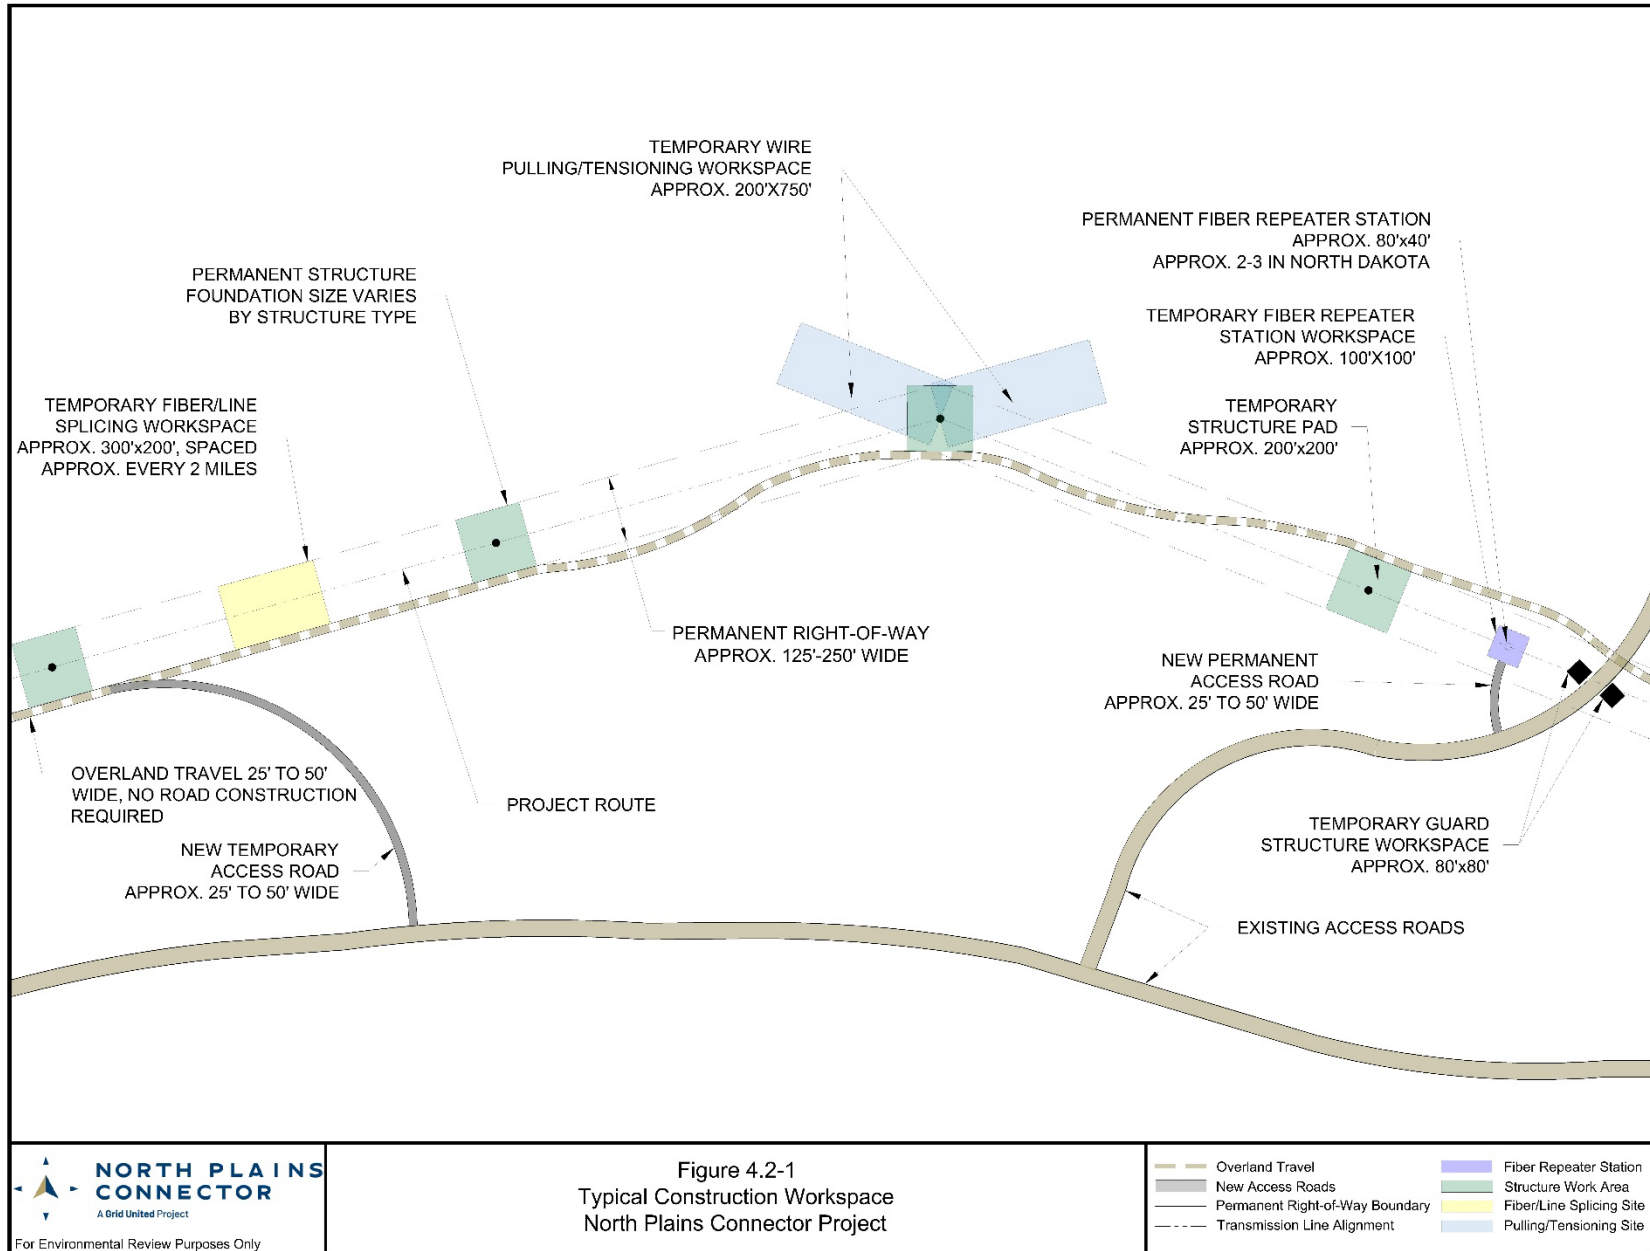 TEMPORARY WIRE
PULLING/TENSIONING WORKSPACE
APPROX. 200'X750'
PERMANENT FIBER REPEATER STATION
APPROX. 80'x40'
APPROX. 2-3 IN NORTH DAKOTA
PERMANENT STRUCTURE
FOUNDATION SIZE VARIES
BY STRUCTURE TYPE
TEMPORARY FIBER REPEATER
STATION WORKSPACE
APPROX. 100'X100'
TEMPORARY FIBER/LINE
SPLICING WORKSPACE
APPROX. 300'x200', SPACED
APPROX. EVERY 2 MILES
TEMPORARY
STRUCTURE PAD
APPROX. 200'x200'
PERMANENT RIGHT-OF-WAY
APPROX. 125'-250' WIDE
NEW PERMANENT
ACCESS ROAD
APPROX. 25' TO 50' WIDE
OVERLAND TRAVEL 25' TO 50'
WIDE, NO ROAD CONSTRUCTION
REQUIRED
PROJECT ROUTE
NEW TEMPORARY
ACCESS ROAD
APPROX. 25' TO 50' WIDE
TEMPORARY GUARD
STRUCTURE WORKSPACE
APPROX. 80'x80'
EXISTING ACCESS ROADS
NORTH PLAINS
CONNECTOR
A Grid United Project
For Environmental Review Purposes Only
Figure 4.2-1
Typical Construction Workspace
North Plains Connector Project
Overland Travel
New Access Roads
Permanent Right-of-Way Boundary
Transmission Line Alignment
Fiber Repeater Station
Structure Work Area
Fiber/Line Splicing Site
Pulling/Tensioning Site